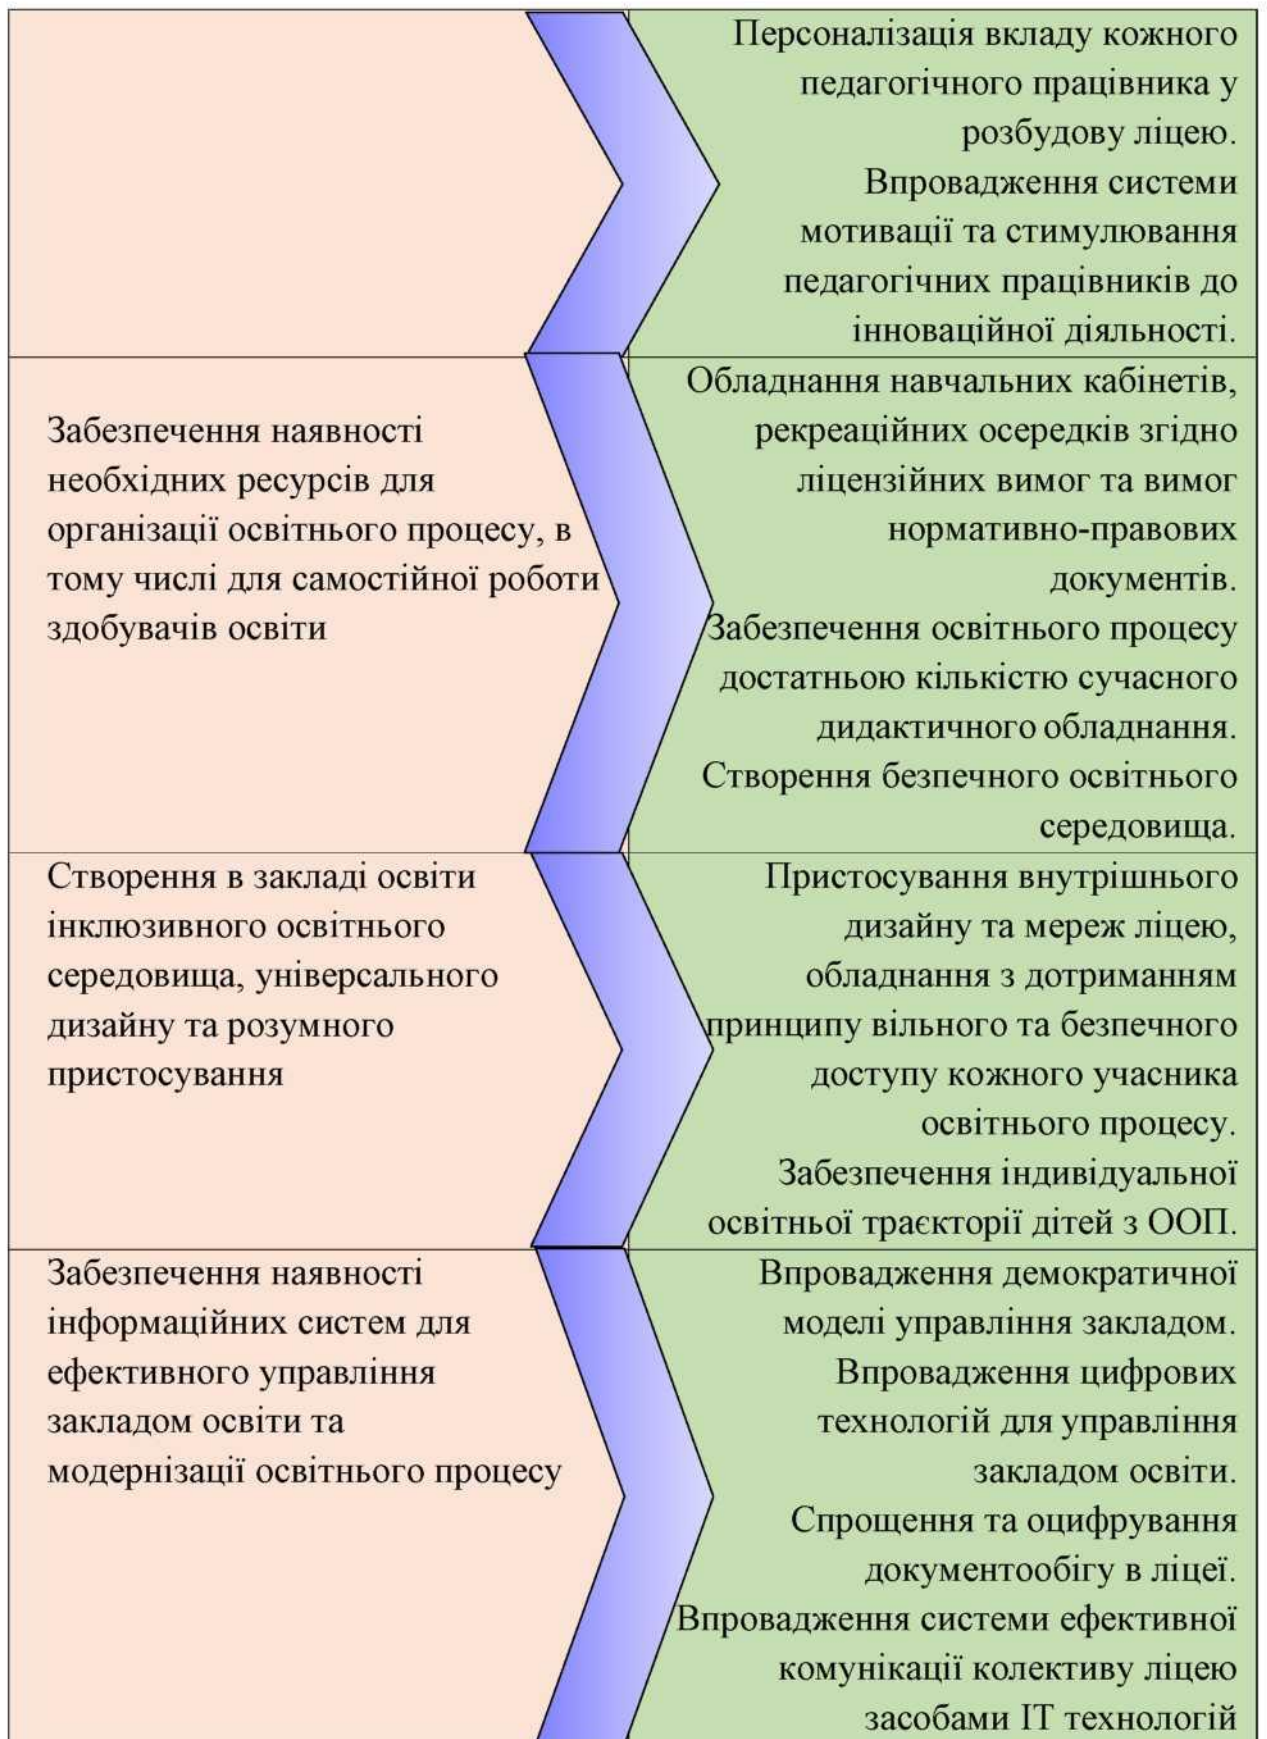 Персоналізація вкладу кожного
педагогічного працівника у
розбудову ліцею.
Впровадження системи
мотивації та стимулювання
педагогічних працівників до
інноваційної діяльності.
Забезпечення наявності
необхідних ресурсів для
організації освітнього процесу, в
тому числі для самостійної роботи
здобувачів освіти
Обладнання навчальних кабінетів,
рекреаційних осередків згідно
ліцензійних вимог та вимог
нормативно-правових
документів.
Забезпечення освітнього процесу
достатньою кількістю сучасного
дидактичного обладнання.
Створення безпечного освітнього
середовища.
Створення в закладі освіти
інклюзивного освітнього
середовища, універсального
дизайну та розумного
пристосування
Пристосування внутрішнього
дизайну та мереж ліцею,
обладнання з дотриманням
принципу вільного та безпечного
доступу кожного учасника
освітнього процесу.
Забезпечення індивідуальної
освітньої траєкторії дітей з ООП.
Забезпечення наявності
інформаційних систем для
ефективного управління
закладом освіти та
модернізації освітнього процесу
Впровадження демократичної
моделі управління закладом.
Впровадження цифрових
технологій для управління
закладом освіти.
Спрощення та оцифрування
документообігу в ліцеї.
Впровадження системи ефективної
комунікації колективу ліцею
засобами ІТ технологій